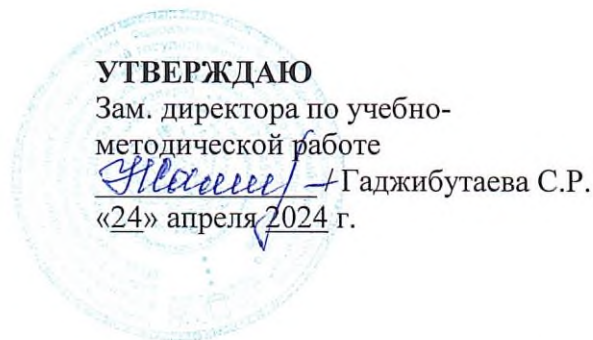 УТВЕРЖДАЮ
Зам. директора по учебно-
методической работе
/ Гаджибутаева С.Р.
«24» апреля 2024 г.